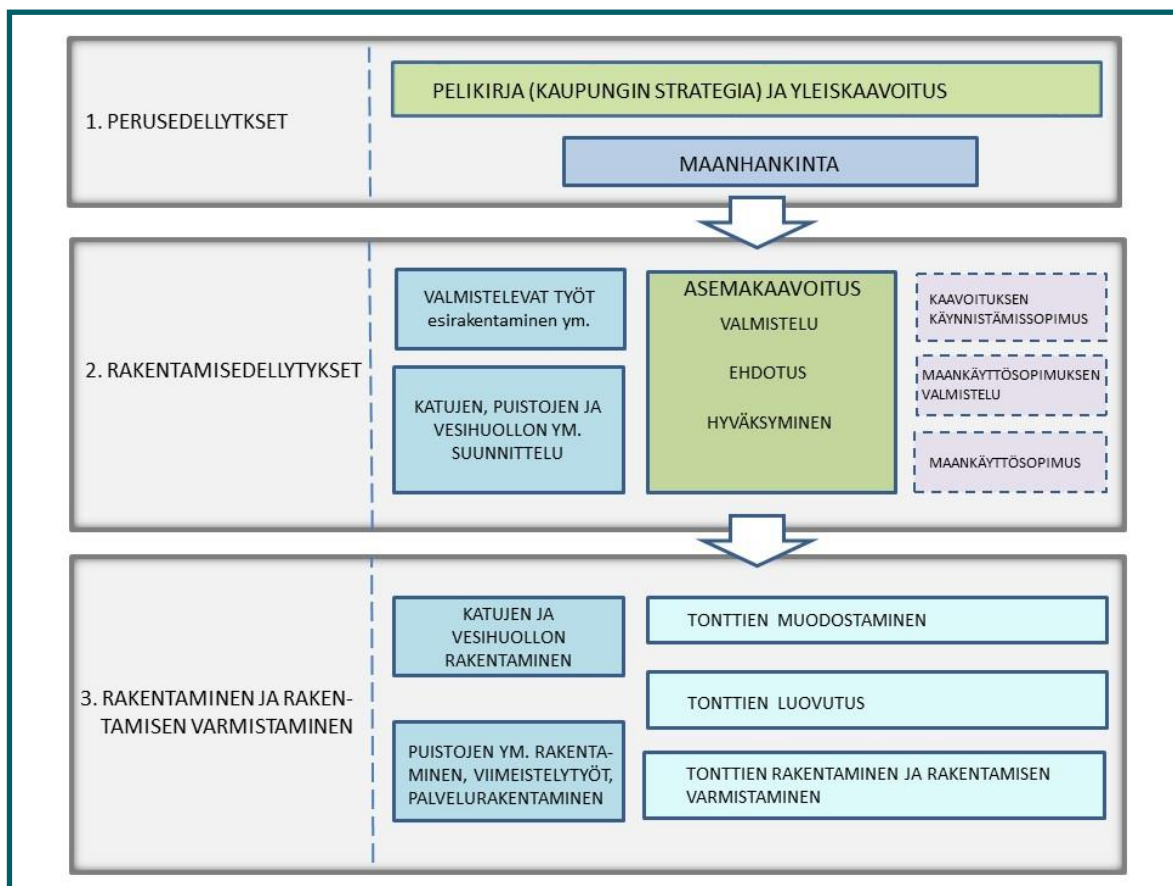 1. PERUSEDELLYTKSET
PELIKIRJA (KAUPUNGIN STRATEGIA) JA YLEISKAAVOITUS
MAANHANKINTA
2. RAKENTAMISEDELLYTYKSET
VALMISTELEVAT TYÖT
esirakentaminen ym.
KATUJEN, PUISTOJEN JA
VESIHUOLLON YM.
SUUNNITTELU
ASEMAKAAVOITUS
VALMISTELU
EHDOTUS
HYVÄKSYMINEN
KAAVOITUKSEN
KÄYNNISTÄMISSOPIMUS
MAANKÄYTTÖSOPIMUKSEN
VALMISTELU
MAANKÄYTTÖSOPIMUS
3. RAKENTAMINEN JA RAKEN-
TAMISEN VARMISTAMINEN
KATUJEN JA
VESIHUOLLON
RAKENTAMINEN
PUISTOJEN YM. RAKENTA-
MINEN, VIIMEISTELYTYÖT,
PALVELURAKENTAMINEN
TONTTIEN MUODOSTAMINEN
TONTTIEN LUOVUTUS
TONTTIEN RAKENTAMINEN JA RAKENTAMISEN
VARMISTAMINEN